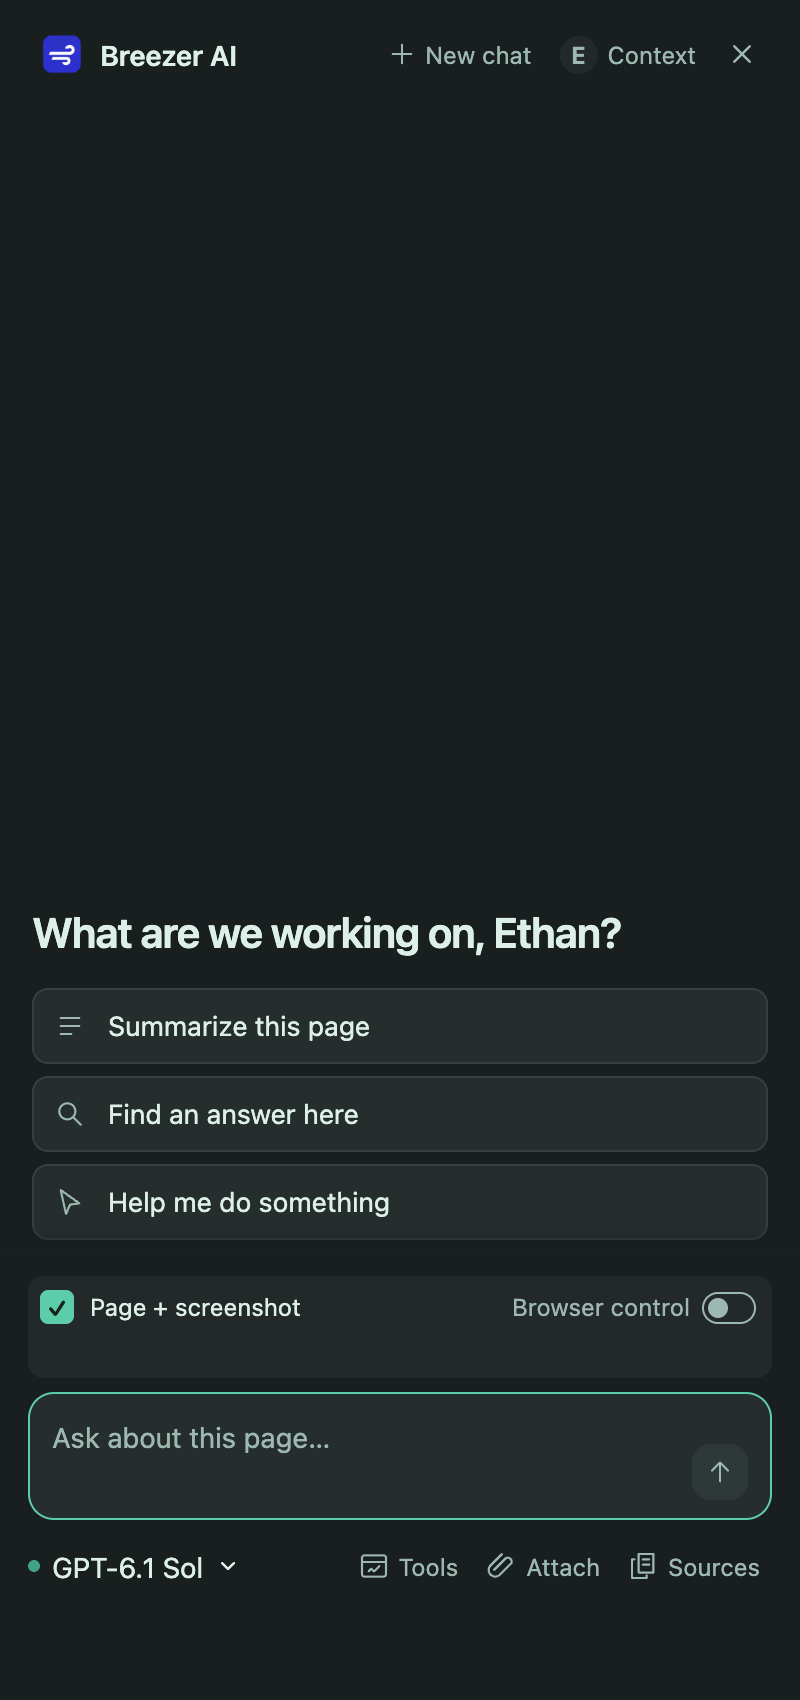 Breezer AI
New chat
E Context
What are we working on, Ethan?
Summarize this page
Find an answer here
Help me do something
Page + screenshot
Browser control
Ask about this page...
GPT-6.1 Sol
Tools
Attach
Sources